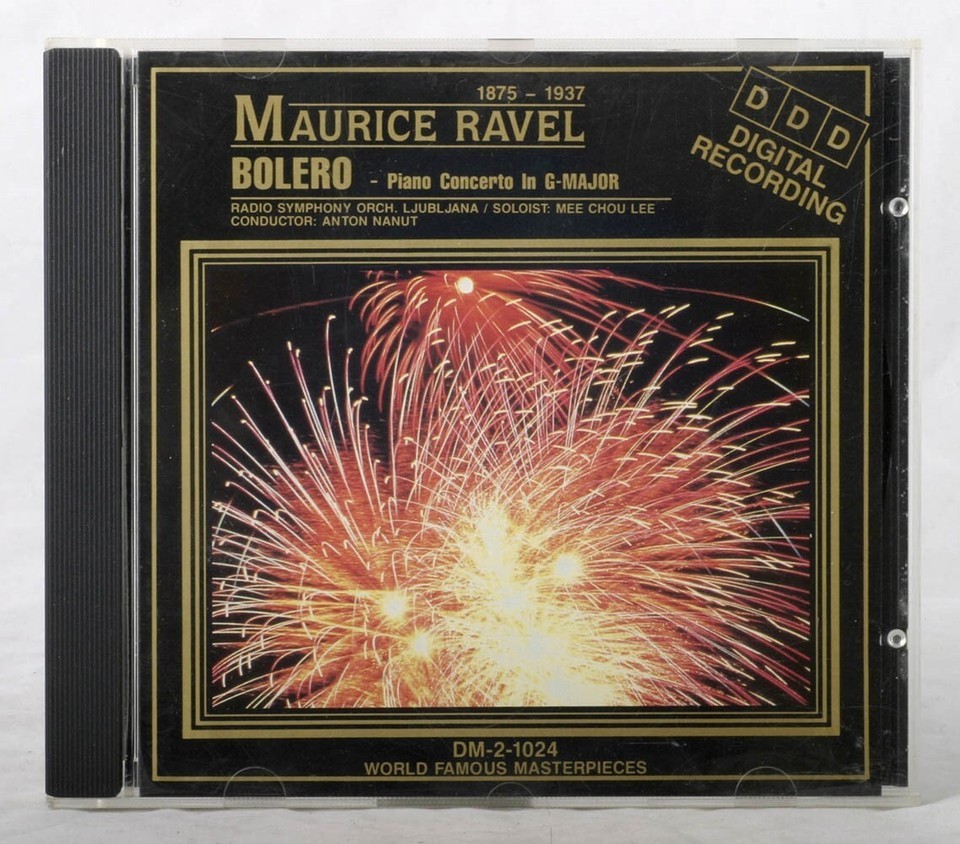 1875 – 1937
MAURICE RAVEL
BOLERO - Piano Concerto In G-MAJOR
RADIO SYMPHONY ORCH. LJUBLJANA / SOLOIST: MEE CHOU LEE
CONDUCTOR: ANTON NANUT
DDD
DIGITAL
RECORDING
DM-2-1024
WORLD FAMOUS MASTERPIECES